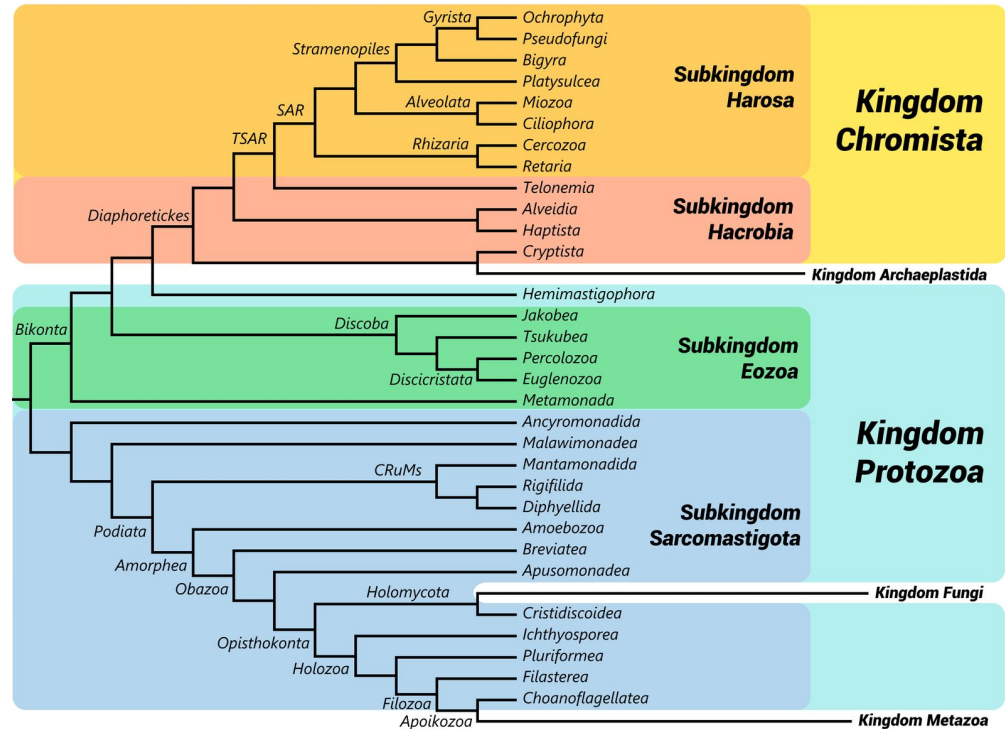 Gyrista
Ochrophyta
Pseudofungi
Stramenopiles
Bigyra
Platysulcea
Subkingdom
Harosa
Kingdom
Chromista
SAR
Alveolata
Miozoa
Ciliophora
TSAR
Rhizaria
Cercozoa
Retaria
Telonemia
Diaphoretickes
Alveidia
Haptista
Subkingdom
Hacrobia
Cryptista
Kingdom Archaeplastida
Hemimastigophora
Bikonta
Discoba
Jakobea
Tsukubea
Percolozoa
Discicristata
Euglenozoa
Subkingdom
Eozoa
Metamonada
Ancyromonadida
Malawimonadea
Kingdom
Protozoa
CRuMs
Mantamonadida
Rigifilida
Diphyellida
Podiata
Subkingdom
Sarcomastigota
Amoebozoa
Amorphea
Breviatea
Obazoa
Apusomonadea
Holomycota
Kingdom Fungi
Cristidiscoidea
Opisthokonta
Ichthyosporea
Holozoa
Pluriformea
Filasterea
Filozoa
Choanoflagellatea
Apoikozoa
Kingdom Metazoa